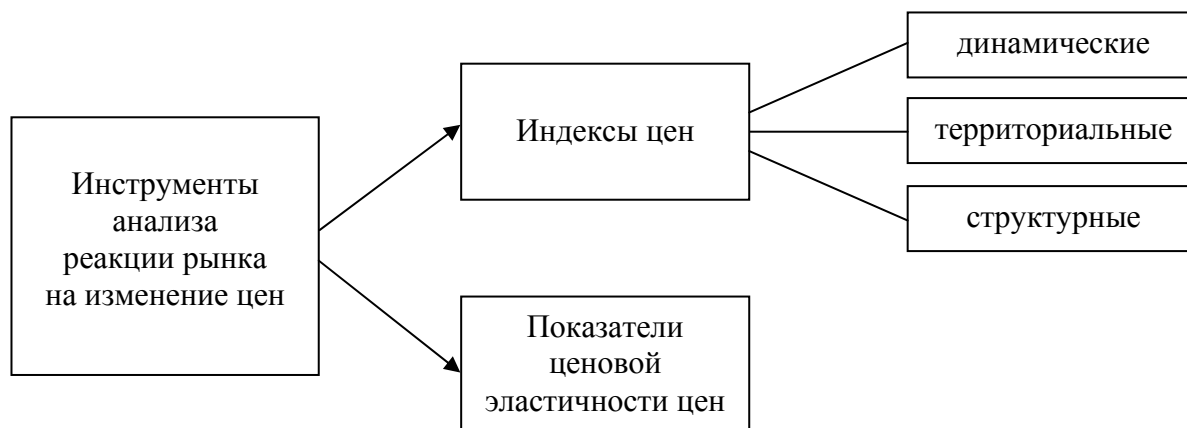 Инструменты
анализа
реакции рынка
на изменение цен
Индексы цен
динамические
территориальные
структурные
Показатели
ценовой
эластичности цен